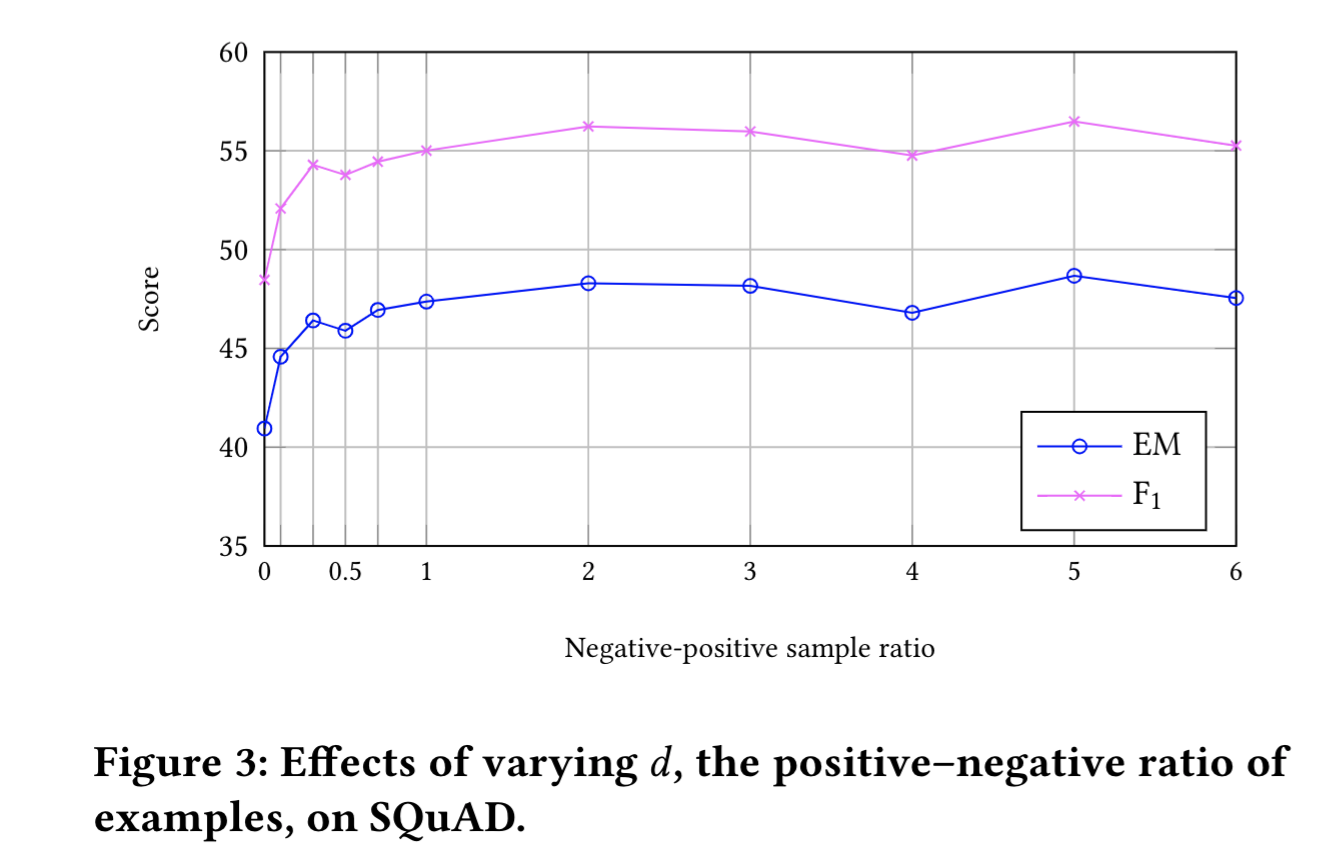 60
55
50
45
40
35
Score
EM
F1
0 0.5 1 2 3 4 5 6
Negative-positive sample ratio
Figure 3: Effects of varying d, the positive–negative ratio of
examples, on SQuAD.